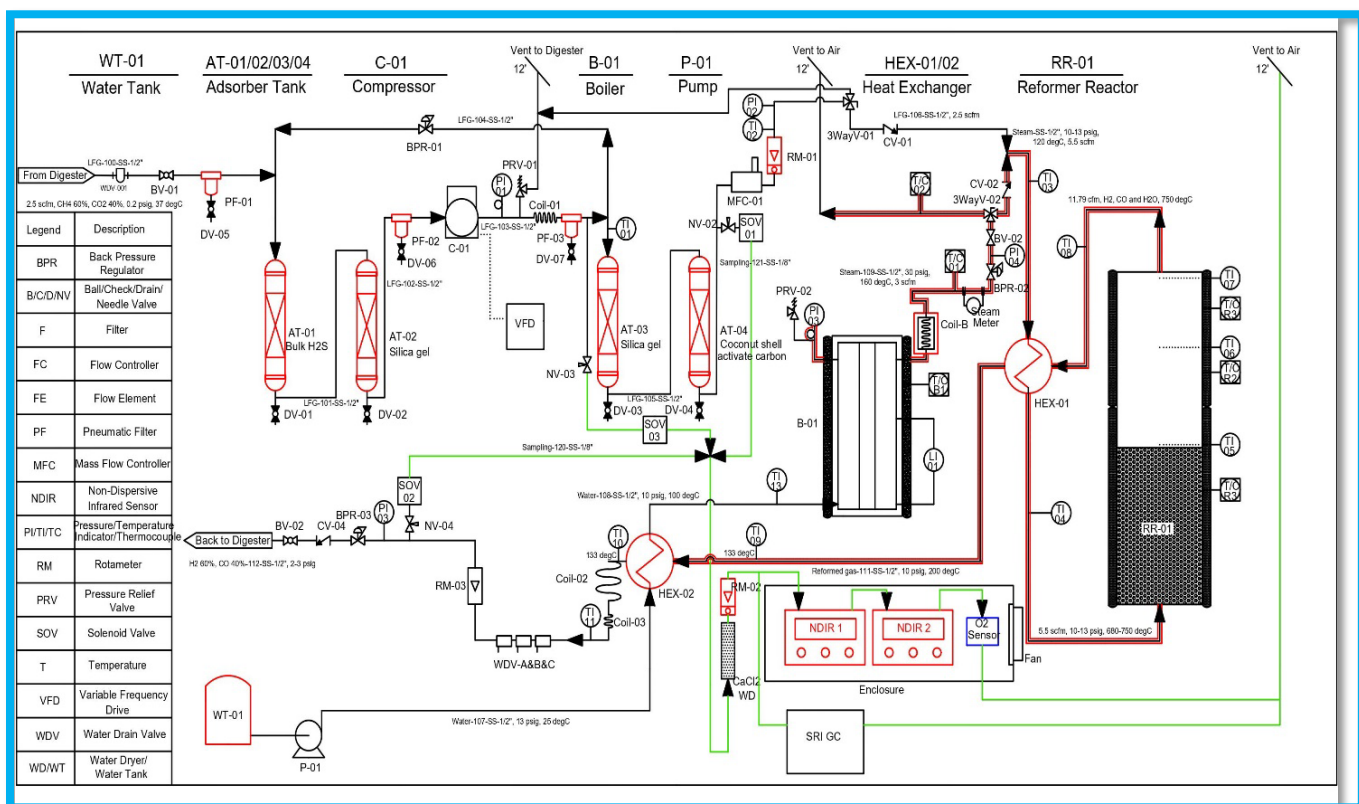 WT-01
Water Tank
AT-01/02/03/04
Adsorber Tank
C-01
Compressor
Vent to Digester
12'
B-01
Boiler
P-01
Pump
Vent to Air
12'
HEX-01/02
Heat Exchanger
RR-01
Reformer Reactor
Vent to Air
12'
LFG-100-SS-1/2"
From Digester
WDV-001
BV-01
PF-01
DV-05
2.5 scfm, CH4 60%, CO2 40%, 0.2 psig, 37 degC
LFG-104-SS-1/2"
BPR-01
PRV-01
PI
01
C-01
LFG-103-SS-1/2"
Coil-01
PF-02
DV-06
PF-03
DV-07
TI
01
LFG-102-SS-1/2"
VFD
AT-01
Bulk H2S
AT-02
Silica gel
AT-03
Silica gel
AT-04
Coconut shell
activate carbon
DV-01
LFG-101-SS-1/2"
DV-02
NV-03
DV-03
LFG-105-SS-1/2"
DV-04
SOV
03
PI
02
TI
02
RM-01
MFC-01
NV-02
SOV
01
Sampling-121-SS-1/8"
3WayV-01
CV-01
LFG-106-SS-1/2", 2.5 scfm
Steam-SS-1/2", 10-13 psig,
120 degC, 5.5 scfm
T/C
02
CV-02
3WayV-02
TI
03
BV-02
PI
04
BPR-02
T/C
01
Steam-109-SS-1/2", 30 psig,
160 degC, 3 scfm
Steam
Meter
Coil-B
PRV-02
PI
03
T/C
B1
B-01
LI
01
11.79 cfm, H2, CO and H2O, 750 degC
TI
08
HEX-01
TI
07
T/C
R3
TI
06
T/C
R2
TI
05
T/C
R3
TI
04
RR-01
Sampling-120-SS-1/8"
SOV
02
NV-04
PI
03
BPR-03
CV-04
BV-02
Back to Digester
H2 60%, CO 40%-112-SS-1/2", 2-3 psig
RM-03
WDV-A&B&C
TI
11
Coil-03
Coil-02
TI
10
133 degC
HEX-02
Water-108-SS-1/2", 10 psig, 100 degC
TI
13
TI
09
133 degC
Reformed gas-111-SS-1/2", 10 psig, 200 degC
RM-02
CaCl2
WD
NDIR 1
NDIR 2
O2
Sensor
Fan
Enclosure
5.5 scfm, 10-13 psig, 680-750 degC
SRI GC
WT-01
P-01
Water-107-SS-1/2", 13 psig, 25 degC
Legend Description
BPR Back Pressure
Regulator
B/C/D/NV Ball/Check/Drain/
Needle Valve
F Filter
FC Flow Controller
FE Flow Element
PF Pneumatic Filter
MFC Mass Flow Controller
NDIR Non-Dispersive
Infrared Sensor
PI/TI/TC Pressure/Temperature
Indicator/Thermocouple
RM Rotameter
PRV Pressure Relief
Valve
SOV Solenoid Valve
T Temperature
VFD Variable Frequency
Drive
WDV Water Drain Valve
WD/WT Water Dryer/
Water Tank